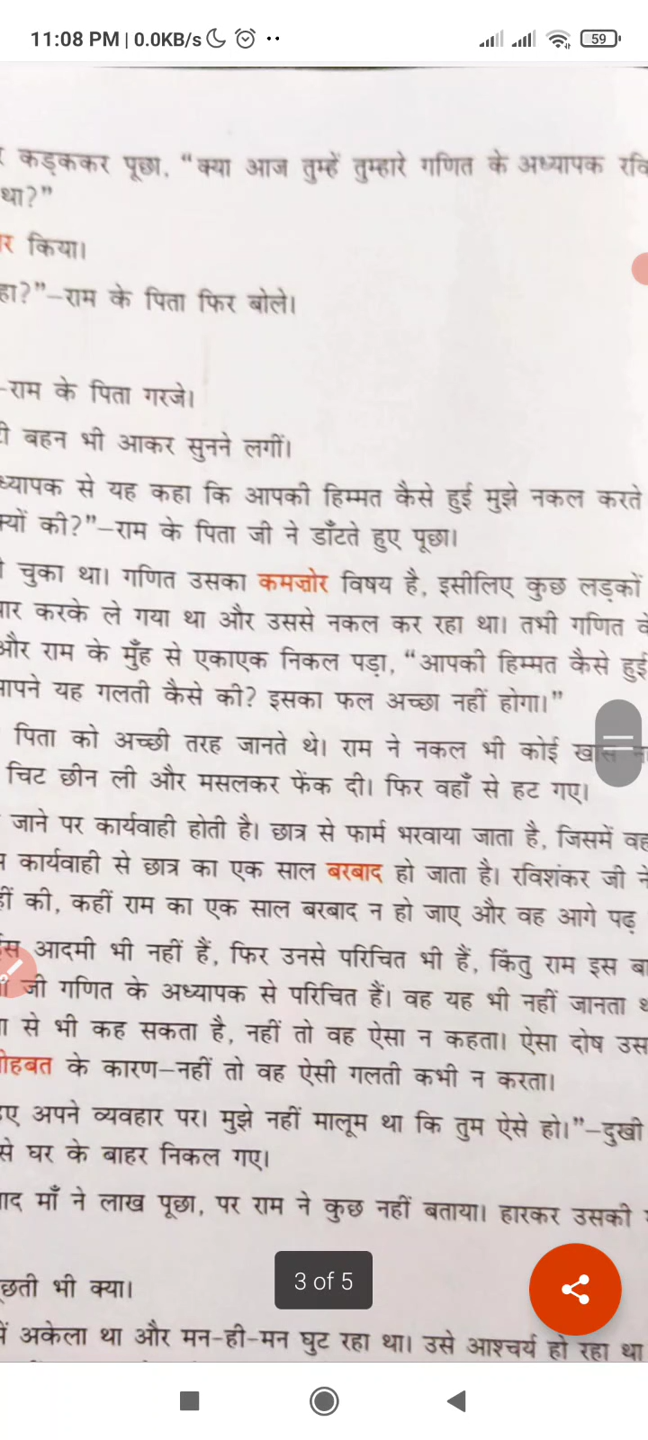 11:08 PM | 0.0KB/s
59
कड़ककर पूछा, "क्या आज तुम्हें तुम्हारे गणित के अध्यापक
था?"
किया।
राम के पिता फिर बोले।
–राम के पिता गरजे।
बहन भी आकर सुनने लगीं।
से यह कहा कि आपकी हिम्मत कैसे हुई मुझे नकल करते
की?"–राम के पिता जी ने डाँटते हुए पूछा।
चुका था। गणित उसका कमज़ोर विषय है, इसीलिए कुछ लड़कों
करके ले गया था और उससे नकल कर रहा था। तभी गणित
और राम के मुँह से एकाएक निकल पड़ा, "आपकी हिम्मत कैसे हुई
यह गलती कैसे की? इसका फल अच्छा नहीं होगा।"
पिता को अच्छी तरह जानते थे। राम ने नकल भी कोई
चिट छीन ली और मसलकर फेंक दी। फिर वहाँ से हट गए।
जाने पर कार्यवाही होती है। छात्र से फार्म भरवाया जाता है, जिसमें वह
कार्यवाही से छात्र का एक साल बरबाद हो जाता है। रविशंकर जी ने
की, कहीं राम का एक साल बरबाद न हो जाए और वह आगे पढ़
आदमी भी नहीं हैं, फिर उनसे परिचित भी हैं, किंतु राम इस
जी गणित के अध्यापक से परिचित हैं। वह यह भी नहीं जानता
से भी कह सकता है, नहीं तो वह ऐसा न कहता। ऐसा दोष
के कारण–नहीं तो वह ऐसी गलती कभी न करता।
अपने व्यवहार पर। मुझे नहीं मालूम था कि तुम ऐसे हो।"–दुखी
से घर के बाहर निकल गए।
माँ ने लाख पूछा, पर राम ने कुछ नहीं बताया। हारकर उसकी
भी क्या।
3 of 5
अकेला था और मन-ही-मन घुट रहा था। उसे आश्चर्य हो रहा था